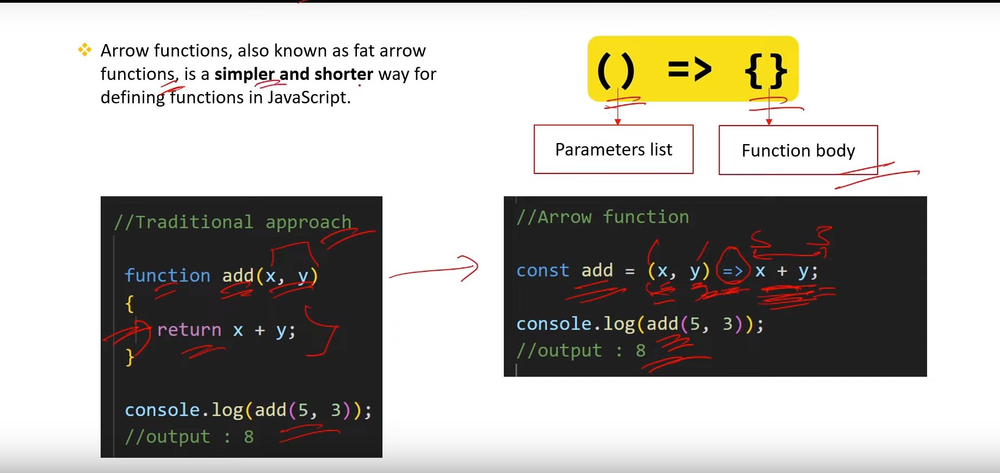 ❖ Arrow functions, also known as fat arrow
functions, is a simpler and shorter way for
defining functions in JavaScript.
() => {}
Parameters list
Function body
//Traditional approach
function add(x, y)
{
return x + y;
}
console.log(add(5, 3));
//output : 8
//Arrow function
5 3
const add = (x, y) => x + y;
console.log(add(5, 3));
//output : 8